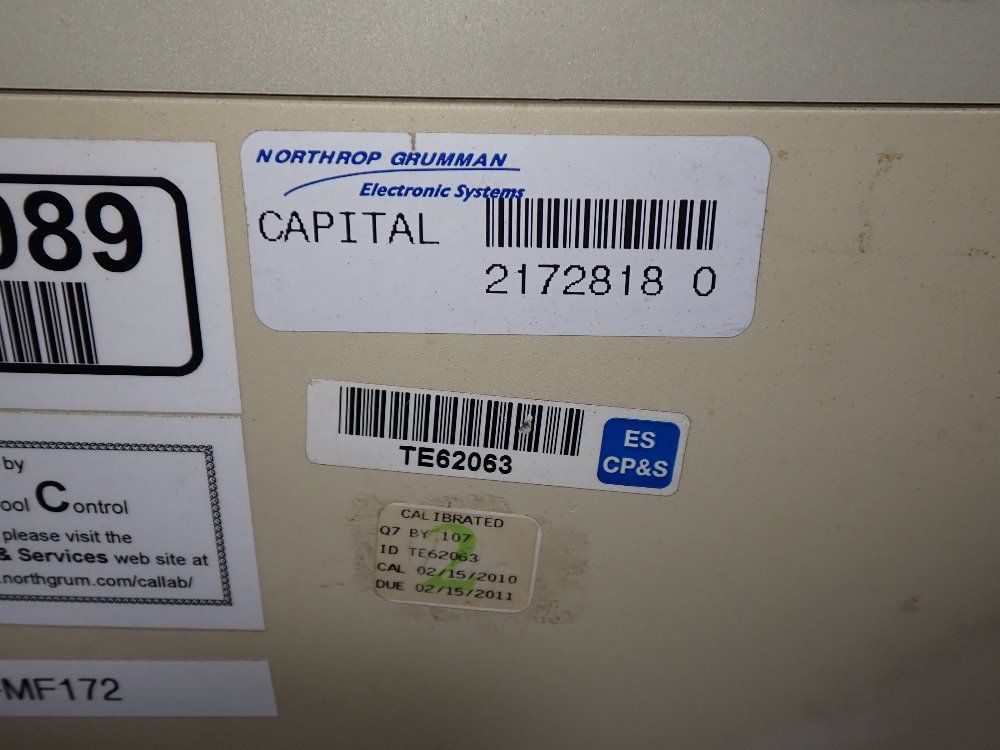 089
NORTHROP GRUMMAN
Electronic Systems
CAPITAL
2172818 0
TE62063
ES
CP&S
by
ool Control
please visit the
& Services web site at
.northgrum.com/callab/
CALIBRATED
Q7 BY 107
ID TE62063
CAL 02/15/2010
DUE 02/15/2011
2
-MF172